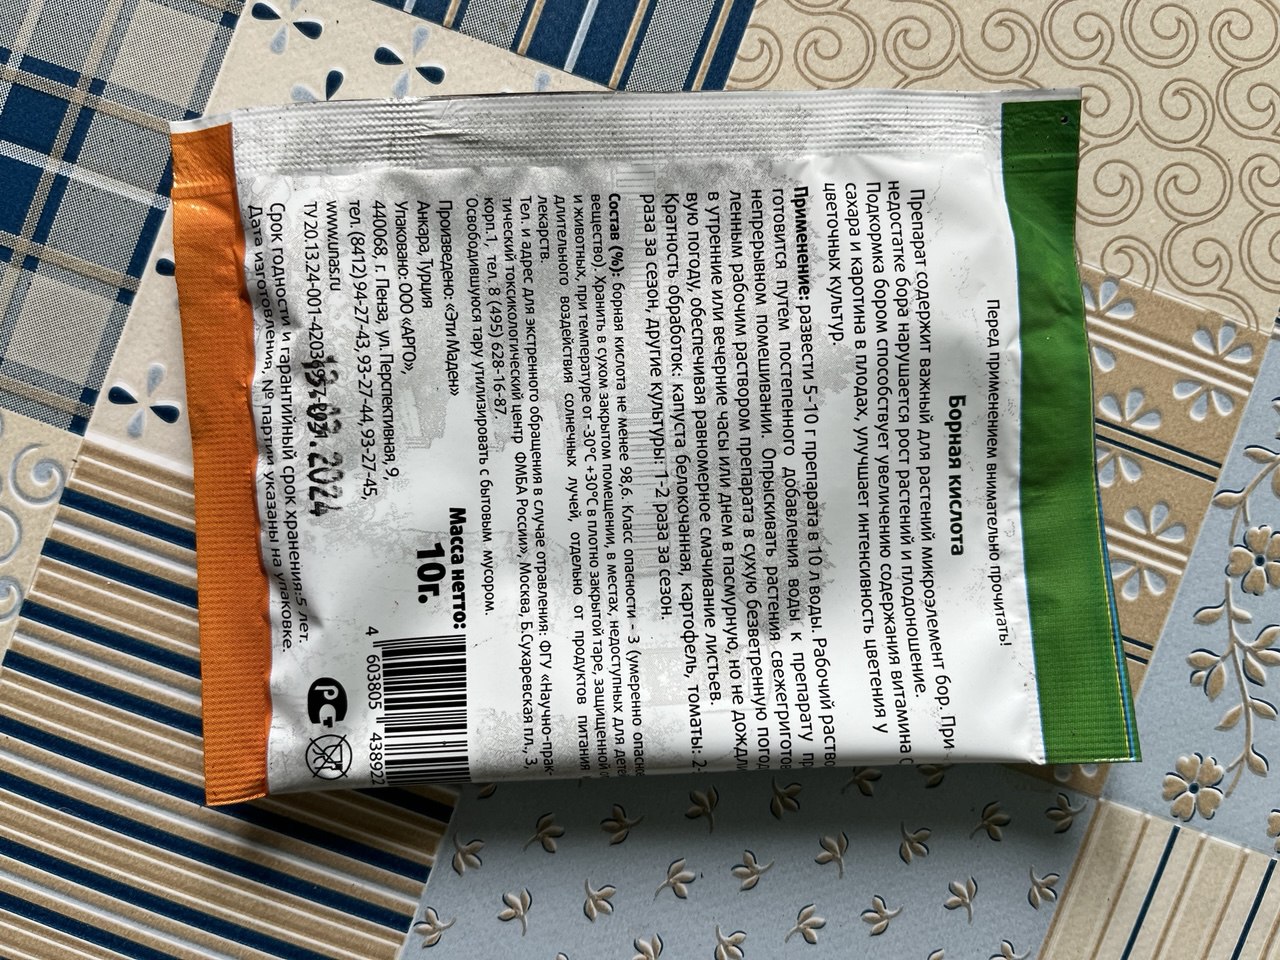 Перед применением внимательно прочитать!
Борная кислота
Препарат содержит важный для растений микроэлемент бор. При
недостатке бора нарушается рост растений и плодоношение.
Подкормка бором способствует увеличению содержания витамина С
сахара и каротина в плодах, улучшает интенсивность цветения у
цветочных культур.
Применение: развести 5-10 г препарата в 10 л воды. Рабочий раство
готовится путем постепенного добавления воды к препарату пр
непрерывном помешивании. Опрыскивать растения свежеприготов
ленным рабочим раствором препарата в сухую безветренную погод
в утренние или вечерние часы или днем в пасмурную, но не дождли
вую погоду, обеспечивая равномерное смачивание листьев.
Кратность обработок: капуста белокочанная, картофель, томаты: 2-
раза за сезон, другие культуры: 1-2 раза за сезон.
Состав (%): борная кислота не менее 98,6. Класс опасности – 3 (умеренно опасное
вещество). Хранить в сухом закрытом помещении, в местах, недоступных для дете
и животных, при температуре от -30°С +30°С в плотно закрытой таре, защищенной о
длительного воздействия солнечных лучей, отдельно от продуктов питания
лекарств.
Тел. и адрес для экстренного обращения в случае отравления: ФГУ «Научно-прак-
тический токсикологический центр ФМБА России», Москва, Б.Сухаревская пл., 3,
корп.1, тел. 8 (495) 628-16-87.
Освободившуюся тару утилизировать с бытовым мусором.
Произведено: «Эти Маден»
Анкара, Турция
Упаковано: ООО «АРГО»,
440068, г. Пенза, ул.Перспективная, 9,
тел. (8412) 94-27-43, 93-27-44, 93-27-45,
www.unas.ru
Масса нетто:
10г.
4 603805 438922
ТУ 20.13.24-001-4203
2024
Срок годности и гарантийный срок хранения:5 лет.
Дата изготовления, № партии указаны на упаковке.
РСТ